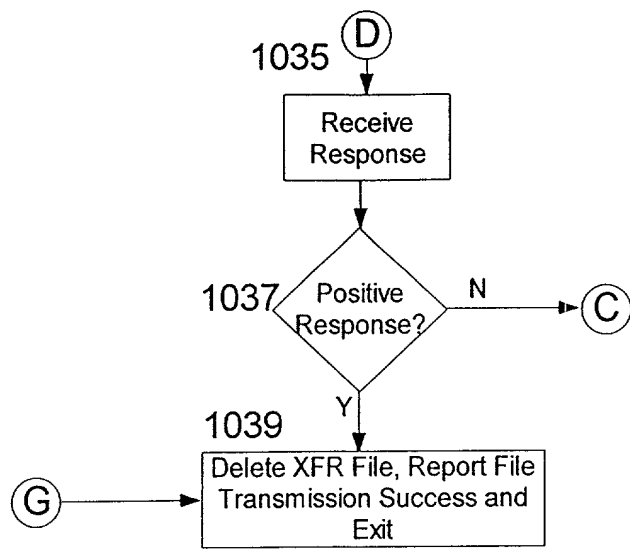 D
1035
Receive
Response
1037
Positive
Response?
N
C
Y
1039
Delete XFR File, Report File
Transmission Success and
Exit
G